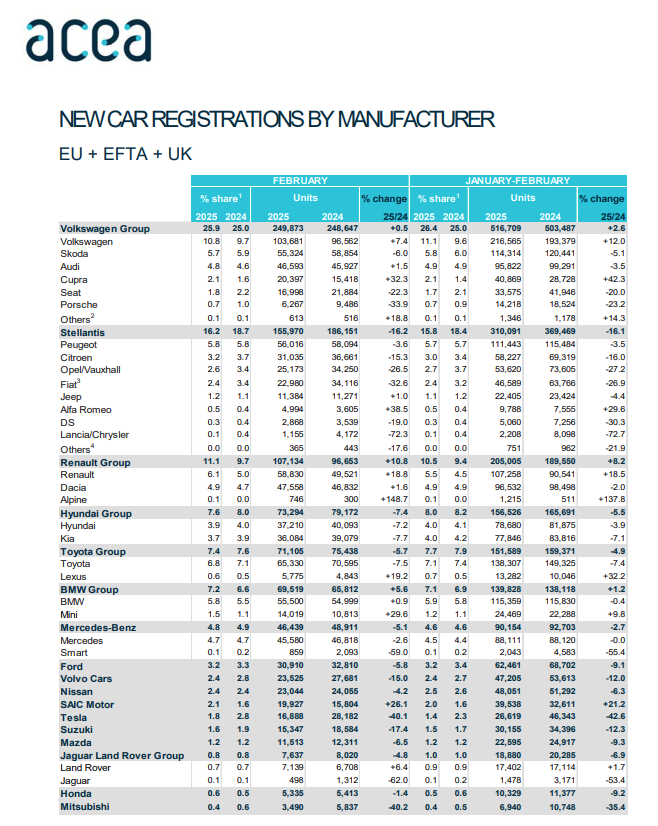 acea
NEW CAR REGISTRATIONS BY MANUFACTURER
EU + EFTA + UK
FEBRUARY JANUARY-FEBRUARY
% share1 Units % change % share1 Units % change
2025 2024 2025 2024 25/24 2025 2024 2025 2024 25/24
Volkswagen Group 25.9 25.0 249,873 248,647 +0.5 26.4 25.0 516,709 503,487 +2.6
Volkswagen 10.8 9.7 103,681 96,562 +7.4 11.1 9.6 216,565 193,379 +12.0
Skoda 5.7 5.9 55,324 58,854 -6.0 5.8 6.0 114,314 120,441 -5.1
Audi 4.8 4.6 46,593 45,927 +1.5 4.9 4.9 95,822 99,291 -3.5
Cupra 2.1 1.6 20,397 15,418 +32.3 2.1 1.4 40,869 28,728 +42.3
Seat 1.8 2.2 16,998 21,884 -22.3 1.7 2.1 33,575 41,946 -20.0
Porsche 0.7 1.0 6,267 9,486 -33.9 0.7 0.9 14,218 18,524 -23.2
Others2 0.1 0.1 613 516 +18.8 0.1 0.1 1,346 1,178 +14.3
Stellantis 16.2 18.7 155,970 186,151 -16.2 15.8 18.4 310,091 369,469 -16.1
Peugeot 5.8 5.8 56,016 58,094 -3.6 5.7 5.7 111,443 115,484 -3.5
Citroen 3.2 3.7 31,035 36,661 -15.3 3.0 3.4 58,227 69,319 -16.0
Opel/Vauxhall 2.6 3.4 25,173 34,250 -26.5 2.7 3.7 53,620 73,605 -27.2
Fiat3 2.4 3.4 22,980 34,116 -32.6 2.4 3.2 46,589 63,766 -26.9
Jeep 1.2 1.1 11,384 11,271 +1.0 1.1 1.2 22,405 23,424 -4.4
Alfa Romeo 0.5 0.4 4,994 3,605 +38.5 0.5 0.4 9,788 7,555 +29.6
DS 0.3 0.4 2,868 3,539 -19.0 0.3 0.4 5,060 7,256 -30.3
Lancia/Chrysler 0.1 0.4 1,155 4,172 -72.3 0.1 0.4 2,208 8,098 -72.7
Others4 0.0 0.0 365 443 -17.6 0.0 0.0 751 962 -21.9
Renault Group 11.1 9.7 107,134 96,653 +10.8 10.5 9.4 205,005 189,550 +8.2
Renault 6.1 5.0 58,830 49,521 +18.8 5.5 4.5 107,258 90,541 +18.5
Dacia 4.9 4.7 47,558 46,832 +1.6 4.9 4.9 96,532 98,498 -2.0
Alpine 0.1 0.0 746 300 +148.7 0.1 0.0 1,215 511 +137.8
Hyundai Group 7.6 8.0 73,294 79,172 -7.4 8.0 8.2 156,526 165,691 -5.5
Hyundai 3.9 4.0 37,210 40,093 -7.2 4.0 4.1 78,680 81,875 -3.9
Kia 3.7 3.9 36,084 39,079 -7.7 4.0 4.2 77,846 83,816 -7.1
Toyota Group 7.4 7.6 71,105 75,438 -5.7 7.7 7.9 151,589 159,371 -4.9
Toyota 6.8 7.1 65,330 70,595 -7.5 7.1 7.4 138,307 149,325 -7.4
Lexus 0.6 0.5 5,775 4,843 +19.2 0.7 0.5 13,282 10,046 +32.2
BMW Group 7.2 6.6 69,519 65,812 +5.6 7.1 6.9 139,828 138,118 +1.2
BMW 5.8 5.5 55,500 54,999 +0.9 5.9 5.8 115,359 115,830 -0.4
Mini 1.5 1.1 14,019 10,813 +29.6 1.2 1.1 24,469 22,288 +9.8
Mercedes-Benz 4.8 4.9 46,439 48,911 -5.1 4.6 4.6 90,154 92,703 -2.7
Mercedes 4.7 4.7 45,580 46,818 -2.6 4.5 4.4 88,111 88,120 -0.0
Smart 0.1 0.2 859 2,093 -59.0 0.1 0.2 2,043 4,583 -55.4
Ford 3.2 3.3 30,910 32,810 -5.8 3.2 3.4 62,461 68,702 -9.1
Volvo Cars 2.4 2.8 23,525 27,681 -15.0 2.4 2.7 47,205 53,613 -12.0
Nissan 2.4 2.4 23,044 24,055 -4.2 2.5 2.6 48,051 51,292 -6.3
SAIC Motor 2.1 1.6 19,927 15,804 +26.1 2.0 1.6 39,538 32,611 +21.2
Tesla 1.8 2.8 16,888 28,182 -40.1 1.4 2.3 26,619 46,343 -42.6
Suzuki 1.6 1.9 15,347 18,584 -17.4 1.5 1.7 30,155 34,396 -12.3
Mazda 1.2 1.2 11,513 12,311 -6.5 1.2 1.2 22,595 24,917 -9.3
Jaguar Land Rover Group 0.8 0.8 7,637 8,020 -4.8 1.0 1.0 18,880 20,285 -6.9
Land Rover 0.7 0.7 7,139 6,708 +6.4 0.9 0.9 17,402 17,114 +1.7
Jaguar 0.1 0.1 498 1,312 -62.0 0.1 0.2 1,478 3,171 -53.4
Honda 0.6 0.5 5,335 5,413 -1.4 0.5 0.6 10,329 11,377 -9.2
Mitsubishi 0.4 0.6 3,490 5,837 -40.2 0.4 0.5 6,940 10,748 -35.4